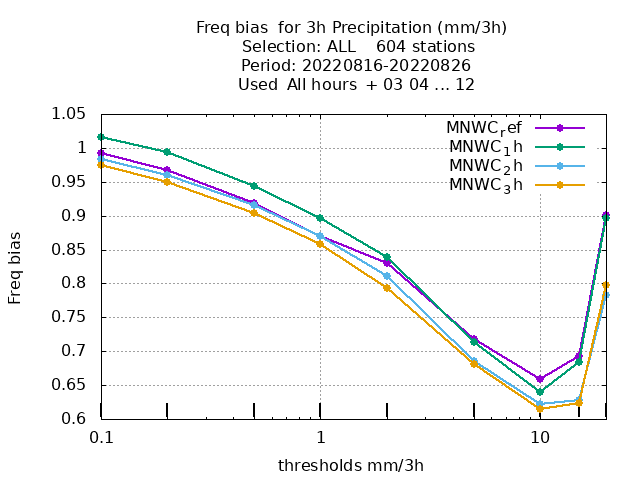 Freq bias  for 3h Precipitation (mm/3h)
Selection: ALL    604 stations
Period: 20220816-20220826
Used  All hours  + 03 04 ... 12
1.05
1
0.95
0.9
0.85
0.8
0.75
0.7
0.65
0.6
Freq bias
MNWC_ref
MNWC_1h
MNWC_2h
MNWC_3h
0.1
1
10
thresholds mm/3h